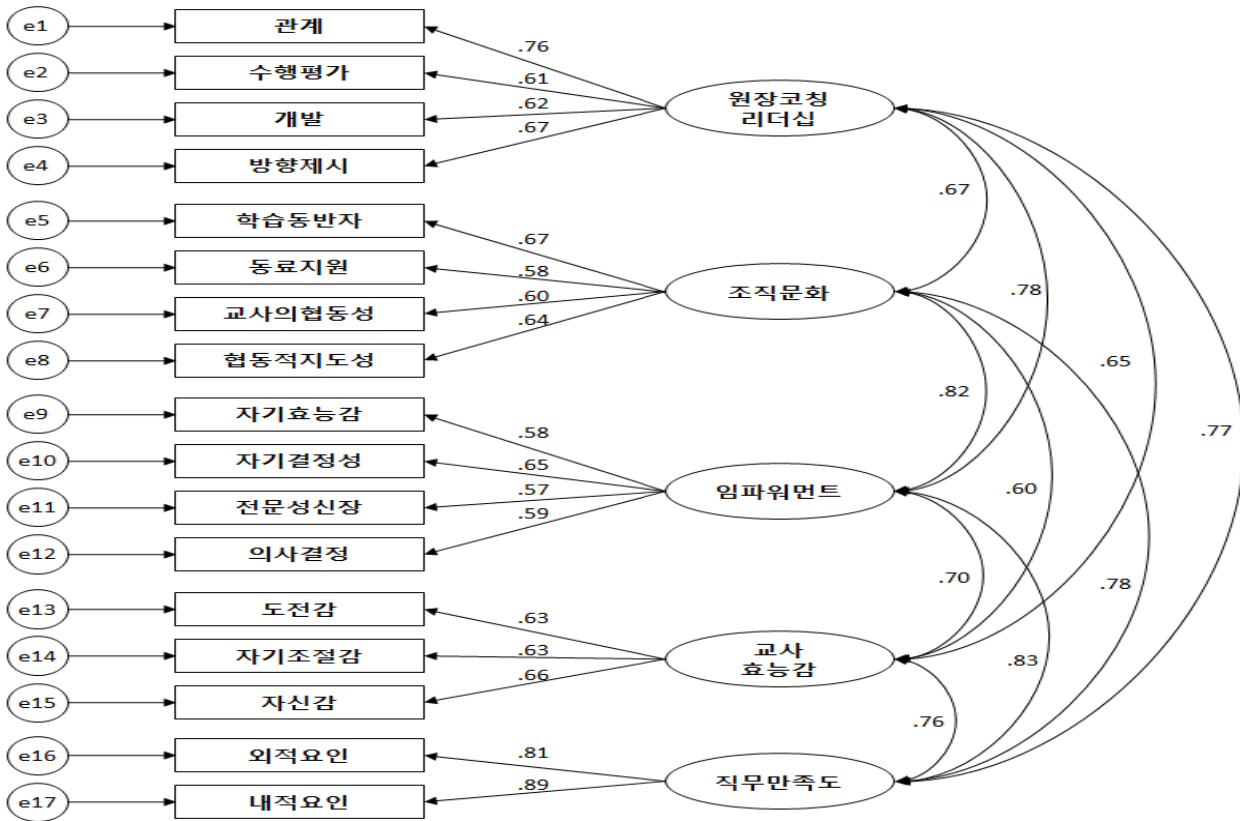 e1
관계
e2
수행평가
e3
개발
e4
방향제시
.76
.61
.62
.67
원장코칭
리더십
e5
학습동반자
e6
동료지원
e7
교사의협동성
e8
협동적지도성
.67
.58
.60
.64
조직문화
e9
자기효능감
e10
자기결정성
e11
전문성신장
e12
의사결정
.58
.65
.57
.59
임파워먼트
e13
도전감
e14
자기조절감
e15
자신감
.63
.63
.66
교사
효능감
e16
외적요인
e17
내적요인
.81
.89
직무만족도
.67
.78
.65
.77
.82
.60
.78
.70
.83
.76